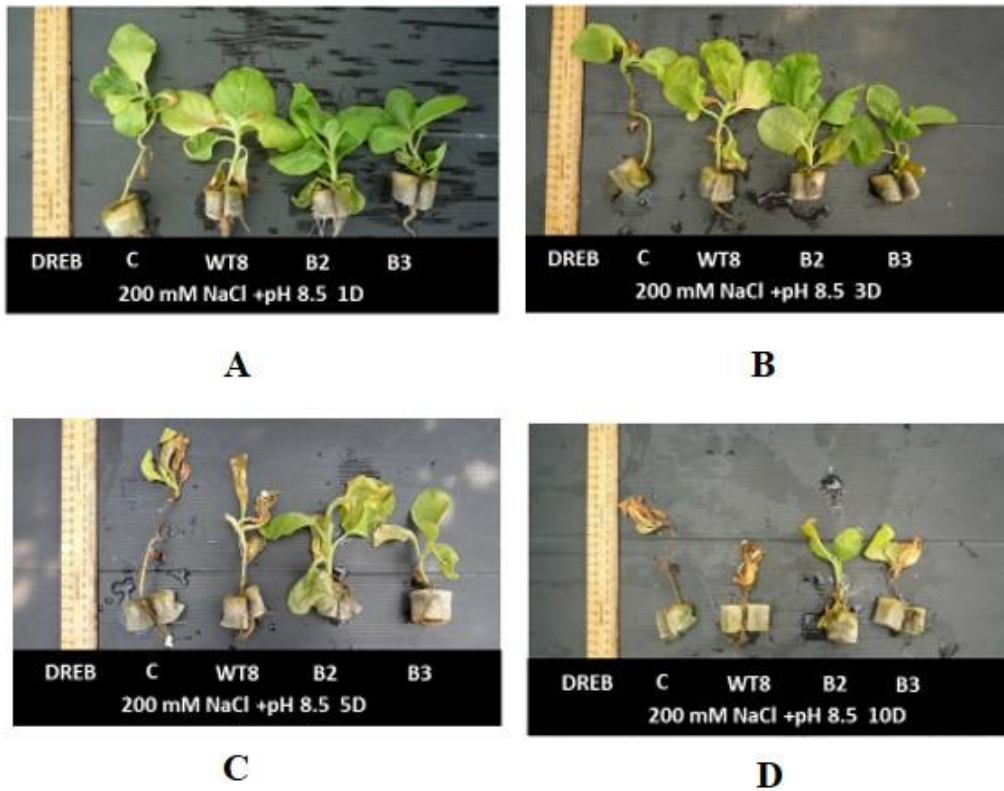 DREB C WT8 B2 B3
200 mM NaCl +pH 8.5 1D
A
DREB C WT8 B2 B3
200 mM NaCl +pH 8.5 3D
B
DREB C WT8 B2 B3
200 mM NaCl +pH 8.5 5D
C
DREB C WT8 B2 B3
200 mM NaCl +pH 8.5 10D
D